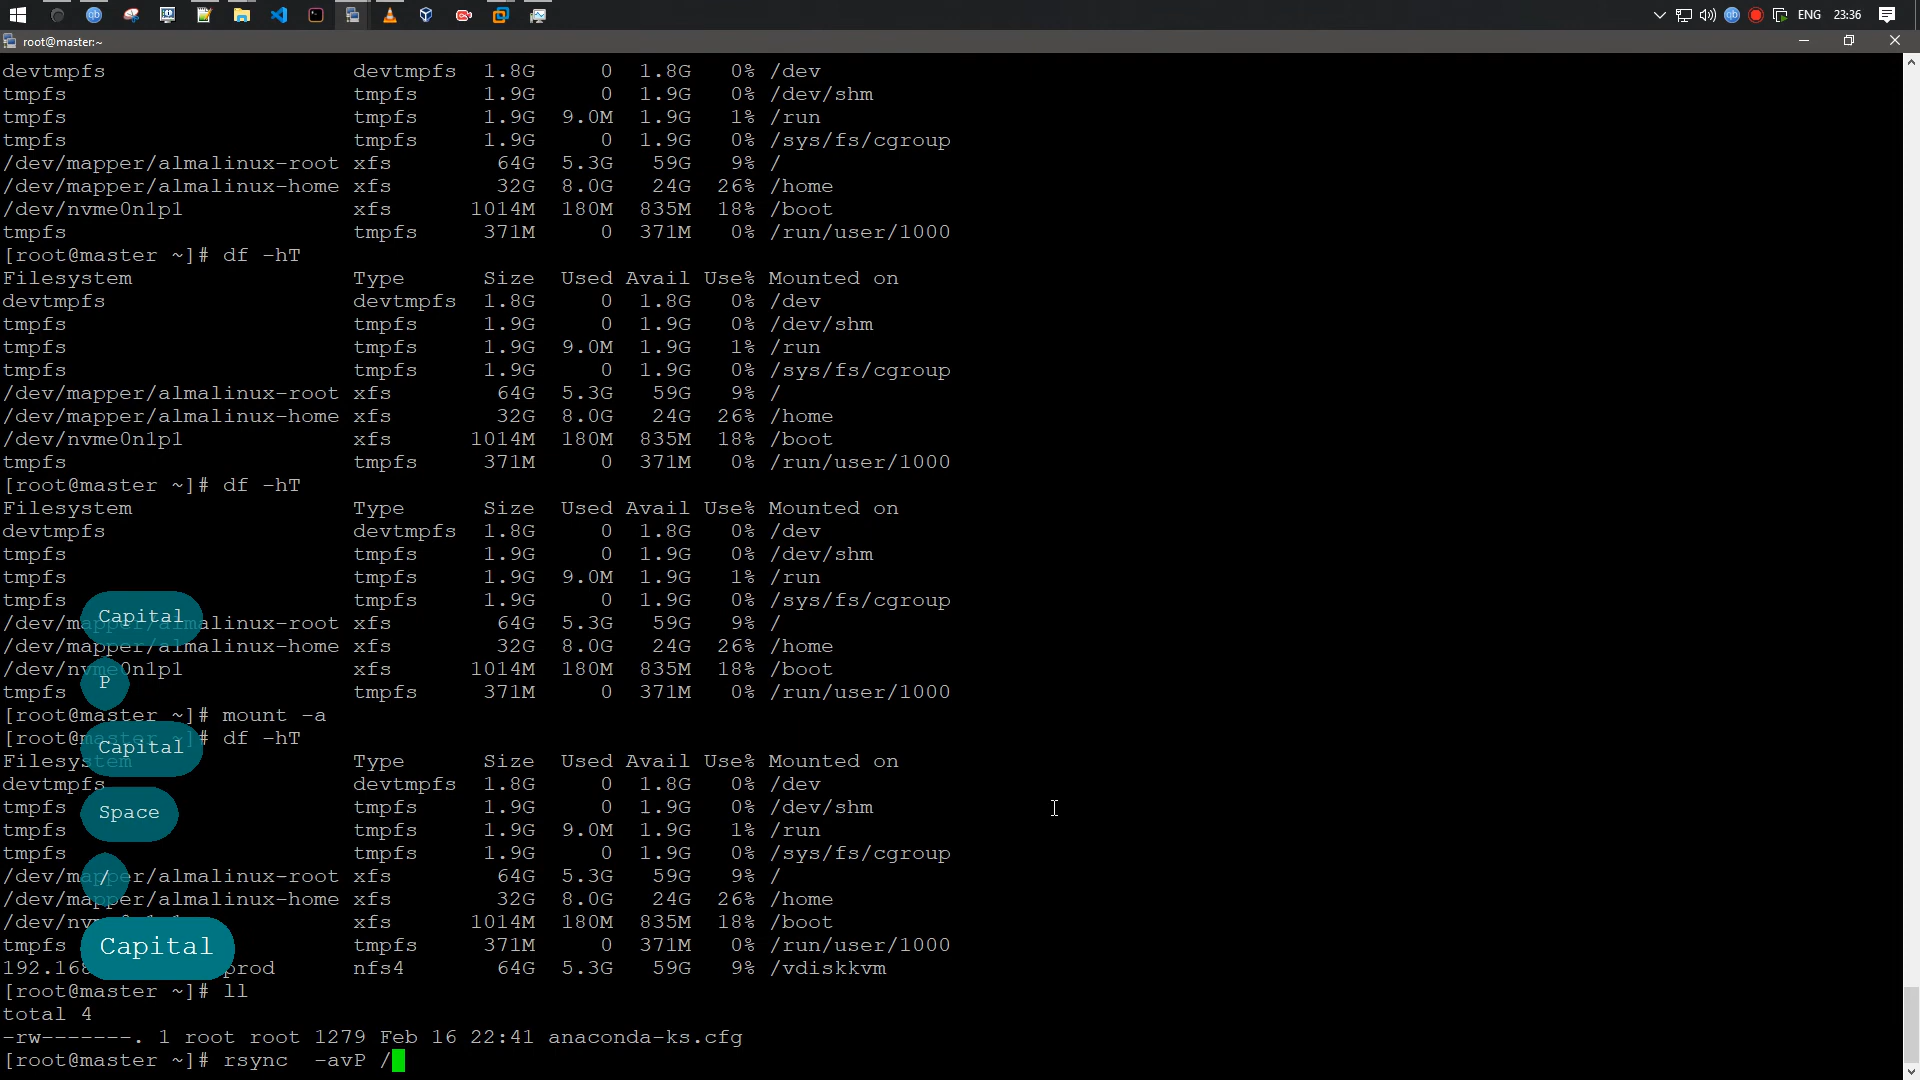 ENG 23:36
root@master:~
devtmpfs devtmpfs 1.8G 0 1.8G 0% /dev
tmpfs tmpfs 1.9G 0 1.9G 0% /dev/shm
tmpfs tmpfs 1.9G 9.0M 1.9G 1% /run
tmpfs tmpfs 1.9G 0 1.9G 0% /sys/fs/cgroup
/dev/mapper/almalinux-root xfs 64G 5.3G 59G 9% /
/dev/mapper/almalinux-home xfs 32G 8.0G 24G 26% /home
/dev/nvme0n1p1 xfs 1014M 180M 835M 18% /boot
tmpfs tmpfs 371M 0 371M 0% /run/user/1000
[root@master ~]# df -hT
Filesystem Type Size Used Avail Use% Mounted on
devtmpfs devtmpfs 1.8G 0 1.8G 0% /dev
tmpfs tmpfs 1.9G 0 1.9G 0% /dev/shm
tmpfs tmpfs 1.9G 9.0M 1.9G 1% /run
tmpfs tmpfs 1.9G 0 1.9G 0% /sys/fs/cgroup
/dev/mapper/almalinux-root xfs 64G 5.3G 59G 9% /
/dev/mapper/almalinux-home xfs 32G 8.0G 24G 26% /home
/dev/nvme0n1p1 xfs 1014M 180M 835M 18% /boot
tmpfs tmpfs 371M 0 371M 0% /run/user/1000
[root@master ~]# df -hT
Filesystem Type Size Used Avail Use% Mounted on
devtmpfs devtmpfs 1.8G 0 1.8G 0% /dev
tmpfs tmpfs 1.9G 0 1.9G 0% /dev/shm
tmpfs tmpfs 1.9G 9.0M 1.9G 1% /run
tmpfs tmpfs 1.9G 0 1.9G 0% /sys/fs/cgroup
Capital
/dev/mapper/almalinux-root xfs 64G 5.3G 59G 9% /
/dev/mapper/almalinux-home xfs 32G 8.0G 24G 26% /home
/dev/nvme0n1p1 xfs 1014M 180M 835M 18% /boot
P
tmpfs tmpfs 371M 0 371M 0% /run/user/1000
[root@master ~]# mount -a
[root@master ~]# df -hT
Capital
Filesystem Type Size Used Avail Use% Mounted on
devtmpfs devtmpfs 1.8G 0 1.8G 0% /dev
tmpfs tmpfs 1.9G 0 1.9G 0% /dev/shm
Space
tmpfs tmpfs 1.9G 9.0M 1.9G 1% /run
tmpfs tmpfs 1.9G 0 1.9G 0% /sys/fs/cgroup
/dev/mapper/almalinux-root xfs 64G 5.3G 59G 9% /
/
/dev/mapper/almalinux-home xfs 32G 8.0G 24G 26% /home
xfs 1014M 180M 835M 18% /boot
tmpfs tmpfs 371M 0 371M 0% /run/user/1000
Capital
prod nfs4 64G 5.3G 59G 9% /vdiskkvm
[root@master ~]# ll
total 4
-rw-------. 1 root root 1279 Feb 16 22:41 anaconda-ks.cfg
[root@master ~]# rsync  -avP /